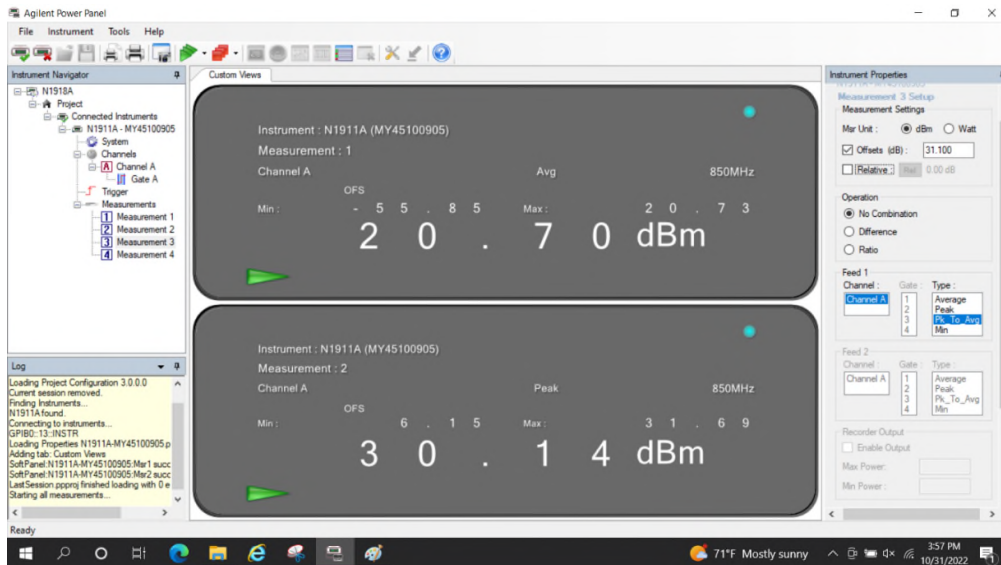 Agilent Power Panel
File Instrument Tools Help
Instrument Navigator
N1918A
Project
Connected Instruments
N1911A - MY45100905
System
Channels
A Channel A
Gate A
Trigger
Measurements
1 Measurement 1
2 Measurement 2
3 Measurement 3
4 Measurement 4
Log
Loading Project Configuration 3.0.0.0
Current session removed.
Finding Instruments...
N1911A found.
Connecting to instruments...
GPIB0::13::INSTR
Loading Properties N1911A-MY45100905.p
Adding tab: Custom Views
SoftPanel:N1911A-MY45100905:Msr1 succ
SoftPanel:N1911A-MY45100905:Msr2 succ
LastSession.ppproj finished loading with 0 e
Starting all measurements...
Ready
Custom Views
Instrument : N1911A (MY45100905)
Measurement : 1
Channel A Avg 850MHz
OFS
Min : - 55.85 Max : 20.73
20.70 dBm
Instrument : N1911A (MY45100905)
Measurement : 2
Channel A Peak 850MHz
OFS
Min : 6.15 Max : 31.69
30.14 dBm
Instrument Properties
Measurement 3 Setup
Measurement Settings
Msr Unit : dBm Watt
Offsets (dB) : 31.100
Relative : Rel 0.00 dB
Operation
No Combination
Difference
Ratio
Feed 1
Channel : Gate : Type :
Channel A 1 Average
2 Peak
3 Pk_To_Avg
4 Min
Feed 2
Channel : Gate : Type :
Channel A 1 Average
2 Peak
3 Pk_To_Avg
4 Min
Recorder Output
Enable Output
Max Power:
Min Power :
71°F Mostly sunny
3:57 PM
10/31/2022